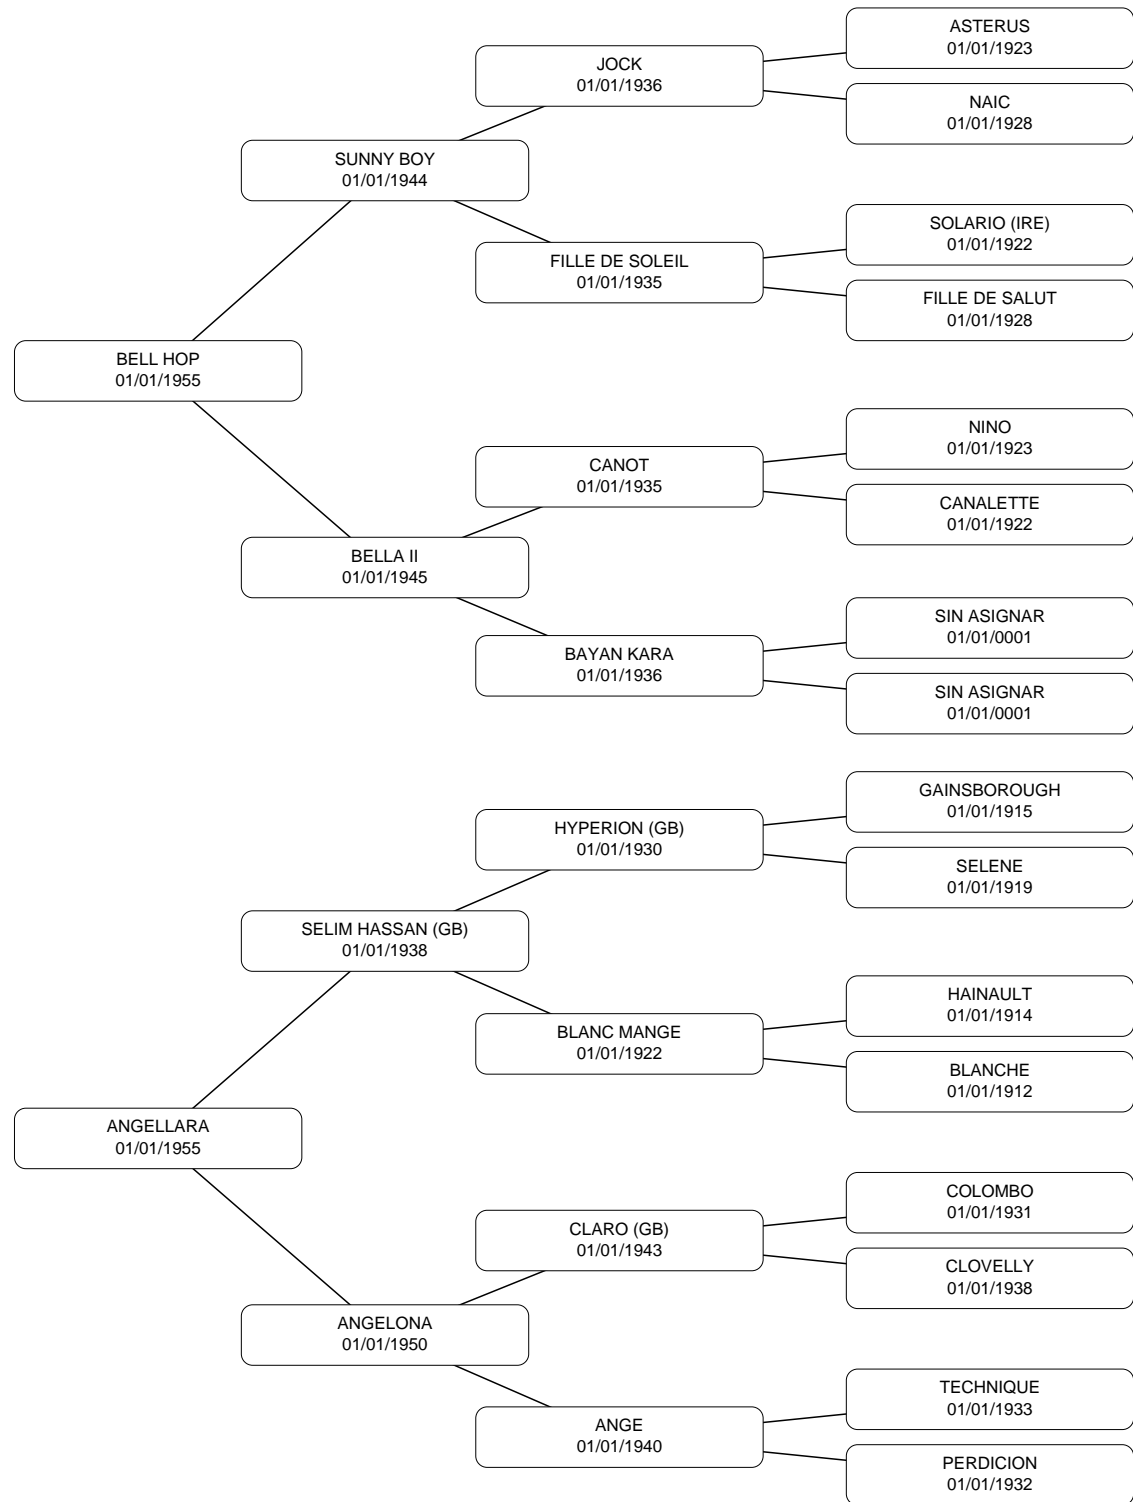 ASTERUS
01/01/1923
JOCK
01/01/1936
NAIC
01/01/1928
SUNNY BOY
01/01/1944
SOLARIO (IRE)
01/01/1922
FILLE DE SOLEIL
01/01/1935
FILLE DE SALUT
01/01/1928
BELL HOP
01/01/1955
NINO
01/01/1923
CANOT
01/01/1935
CANALETTE
01/01/1922
BELLA II
01/01/1945
SIN ASIGNAR
01/01/0001
BAYAN KARA
01/01/1936
SIN ASIGNAR
01/01/0001
GAINSBOROUGH
01/01/1915
HYPERION (GB)
01/01/1930
SELENE
01/01/1919
SELIM HASSAN (GB)
01/01/1938
HAINAULT
01/01/1914
BLANC MANGE
01/01/1922
BLANCHE
01/01/1912
ANGELLARA
01/01/1955
COLOMBO
01/01/1931
CLARO (GB)
01/01/1943
CLOVELLY
01/01/1938
ANGELONA
01/01/1950
TECHNIQUE
01/01/1933
ANGE
01/01/1940
PERDICION
01/01/1932